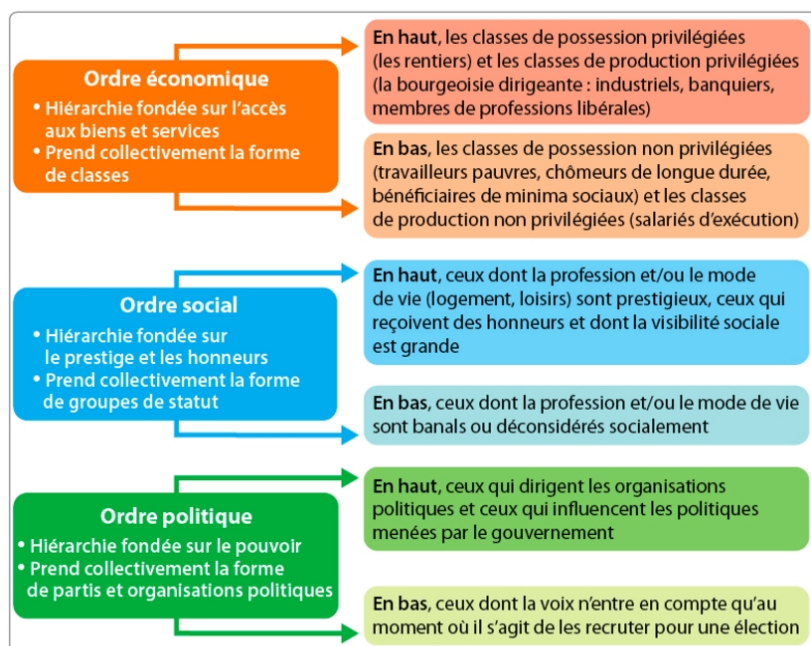 Ordre économique
• Hiérarchie fondée sur l'accès
aux biens et services
• Prend collectivement la forme
de classes
En haut, les classes de possession privilégiées
(les rentiers) et les classes de production privilégiées
(la bourgeoisie dirigeante : industriels, banquiers,
membres de professions libérales)
En bas, les classes de possession non privilégiées
(travailleurs pauvres, chômeurs de longue durée,
bénéficiaires de minima sociaux) et les classes
de production non privilégiées (salariés d'exécution)
Ordre social
• Hiérarchie fondée sur
le prestige et les honneurs
• Prend collectivement la forme
de groupes de statut
En haut, ceux dont la profession et/ou le mode
de vie (logement, loisirs) sont prestigieux, ceux qui
reçoivent des honneurs et dont la visibilité sociale
est grande
En bas, ceux dont la profession et/ou le mode de vie
sont banals ou déconsidérés socialement
Ordre politique
• Hiérarchie fondée sur le pouvoir
• Prend collectivement la forme
de partis et organisations politiques
En haut, ceux qui dirigent les organisations
politiques et ceux qui influencent les politiques
menées par le gouvernement
En bas, ceux dont la voix n'entre en compte qu'au
moment où il s'agit de les recruter pour une élection